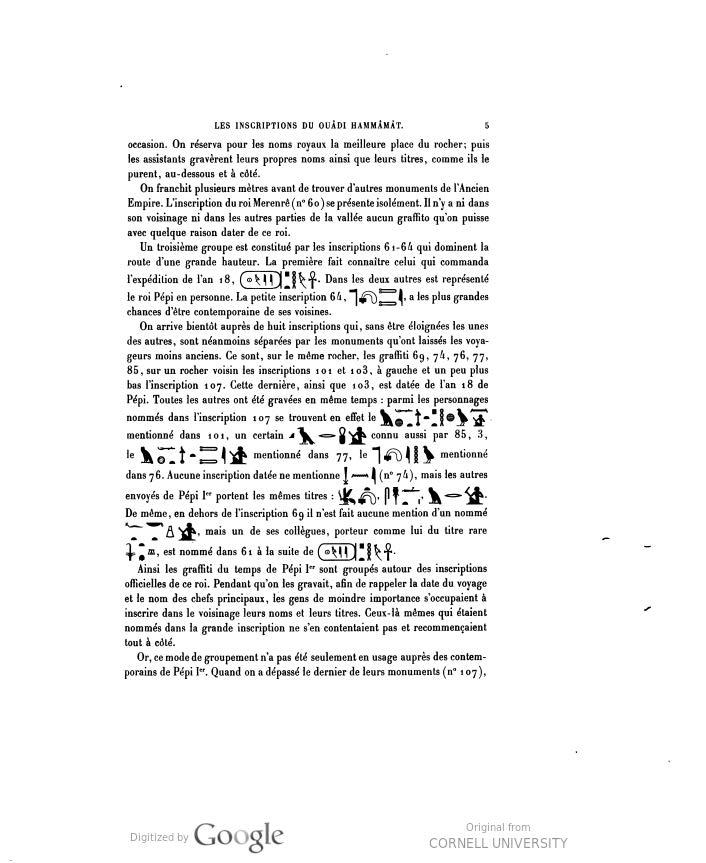 LES INSCRIPTIONS DU OUÂDI HAMMÂMÂT. 5
occasion. On réserva pour les noms royaux la meilleure place du rocher; puis
les assistants gravèrent leurs propres noms ainsi que leurs titres, comme ils le
purent, au-dessous et à côté.
On franchit plusieurs mètres avant de trouver d'autres monuments de l'Ancien
Empire. L'inscription du roi Merenrê (n° 60) se présente isolément. Il n'y a ni dans
son voisinage ni dans les autres parties de la vallée aucun graffito qu'on puisse
avec quelque raison dater de ce roi.
Un troisième groupe est constitué par les inscriptions 61-64 qui dominent la
route d'une grande hauteur. La première fait connaître celui qui commanda
l'expédition de l'an 18, . Dans les deux autres est représenté
le roi Pépi en personne. La petite inscription 64, , a les plus grandes
chances d'être contemporaine de ses voisines.
On arrive bientôt auprès de huit inscriptions qui, sans être éloignées les unes
des autres, sont néanmoins séparées par les monuments qu'ont laissés les voya-
geurs moins anciens. Ce sont, sur le même rocher, les graffiti 69, 74, 76, 77,
85, sur un rocher voisin les inscriptions 101 et 103, à gauche et un peu plus
bas l'inscription 107. Cette dernière, ainsi que 103, est datée de l'an 18 de
Pépi. Toutes les autres ont été gravées en même temps : parmi les personnages
nommés dans l'inscription 107 se trouvent en effet le
mentionné dans 101, un certain connu aussi par 85, 3,
le mentionné dans 77, le mentionné
dans 76. Aucune inscription datée ne mentionne (n° 74), mais les autres
envoyés de Pépi Ier portent les mêmes titres : , , .
De même, en dehors de l'inscription 69 il n'est fait aucune mention d'un nommé
, mais un de ses collègues, porteur comme lui du titre rare
, est nommé dans 61 à la suite de .
Ainsi les graffiti du temps de Pépi Ier sont groupés autour des inscriptions
officielles de ce roi. Pendant qu'on les gravait, afin de rappeler la date du voyage
et le nom des chefs principaux, les gens de moindre importance s'occupaient à
inscrire dans le voisinage leurs noms et leurs titres. Ceux-là mêmes qui étaient
nommés dans la grande inscription ne s'en contentaient pas et recommençaient
tout à côté.
Or, ce mode de groupement n'a pas été seulement en usage auprès des contem-
porains de Pépi Ier. Quand on a dépassé le dernier de leurs monuments (n° 107),
Digitized by Google
Original from
CORNELL UNIVERSITY